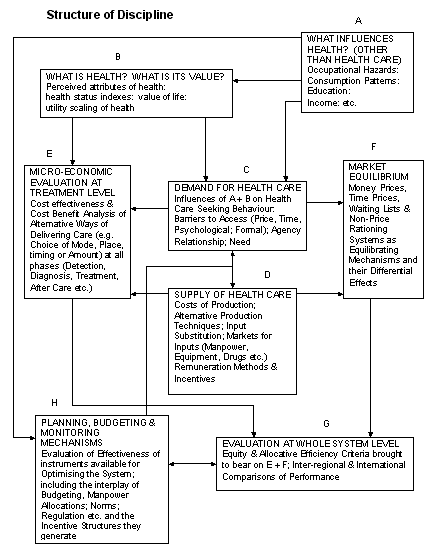 Structure of Discipline
A
WHAT INFLUENCES
HEALTH? (OTHER
THAN HEALTH CARE)
Occupational Hazards:
Consumption Patterns:
Education:
Income: etc.
B
WHAT IS HEALTH? WHAT IS ITS VALUE?
Perceived attributes of health:
health status indexes: value of life:
utility scaling of health
E
MICRO-ECONOMIC
EVALUATION AT
TREATMENT LEVEL
Cost effectiveness &
Cost Benefit Analysis of
Alternative Ways of
Delivering Care (e.g.
Choice of Mode, Place,
timing or Amount) at all
phases (Detection,
Diagnosis, Treatment,
After Care etc.)
C
DEMAND FOR HEALTH CARE
Influences of A + B on Health
Care Seeking Behaviour:
Barriers to Access (Price, Time,
Psychological; Formal); Agency
Relationship; Need
F
MARKET
EQUILIBRIUM
Money Prices,
Time Prices,
Waiting Lists &
Non-Price
Rationing
Systems as
Equilibrating
Mechanisms and
their Differential
Effects
D
SUPPLY OF HEALTH CARE
Costs of Production;
Alternative Production
Techniques; Input
Substitution; Markets for
Inputs (Manpower,
Equipment, Drugs etc.)
Remuneration Methods &
Incentives
H
PLANNING, BUDGETING &
MONITORING
MECHANISMS
Evaluation of Effectiveness of
instruments available for
Optimising the System;
including the interplay of
Budgeting, Manpower
Allocations; Norms;
Regulation etc. and the
Incentive Structures they
generate
G
EVALUATION AT WHOLE SYSTEM LEVEL
Equity & Allocative Efficiency Criteria brought
to bear on E + F; Inter-regional & International
Comparisons of Performance